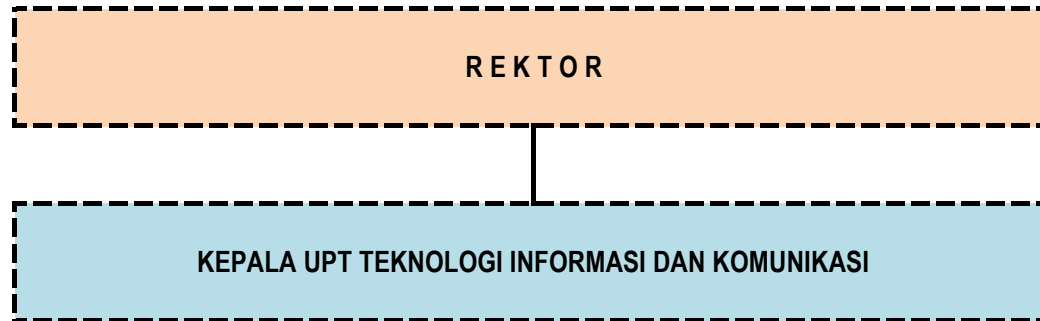 R E K T O R
KEPALA UPT TEKNOLOGI INFORMASI DAN KOMUNIKASI